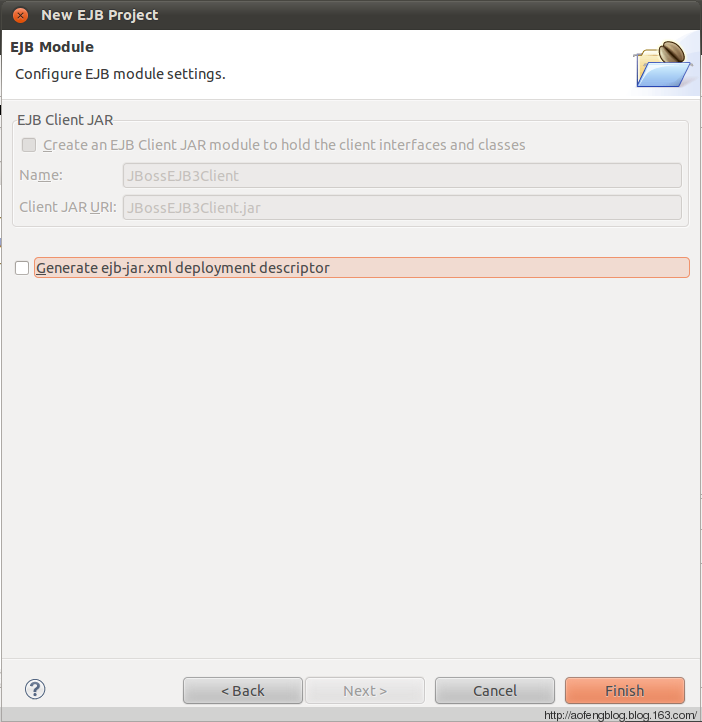 New EJB Project
EJB Module
Configure EJB module settings.
EJB Client JAR
Create an EJB Client JAR module to hold the client interfaces and classes
Name: JBossEJB3Client
Client JAR URI: JBossEJB3Client.jar
Generate ejb-jar.xml deployment descriptor
? < Back Next > Cancel Finish
http://aofengblog.blog.163.com/